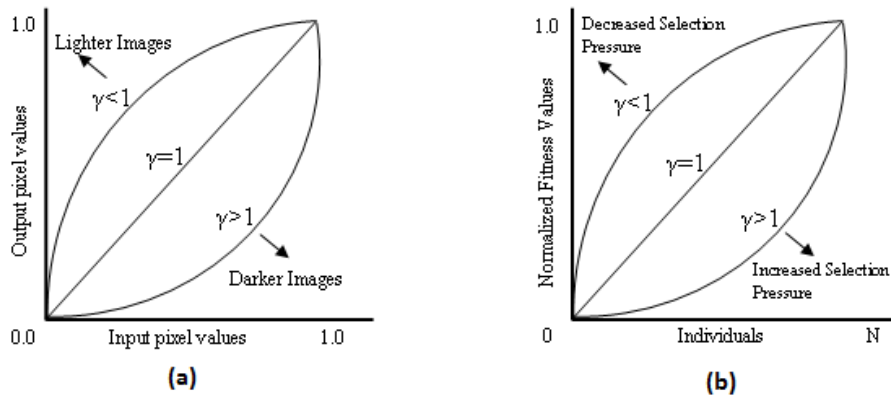 1.0
Lighter Images
γ<1
γ=1
γ>1
Darker Images
Output pixel values
0.0
Input pixel values
1.0
(a)
1.0
Decreased Selection
Pressure
γ<1
γ=1
γ>1
Increased Selection
Pressure
Normalized Fitness Values
0
Individuals
N
(b)